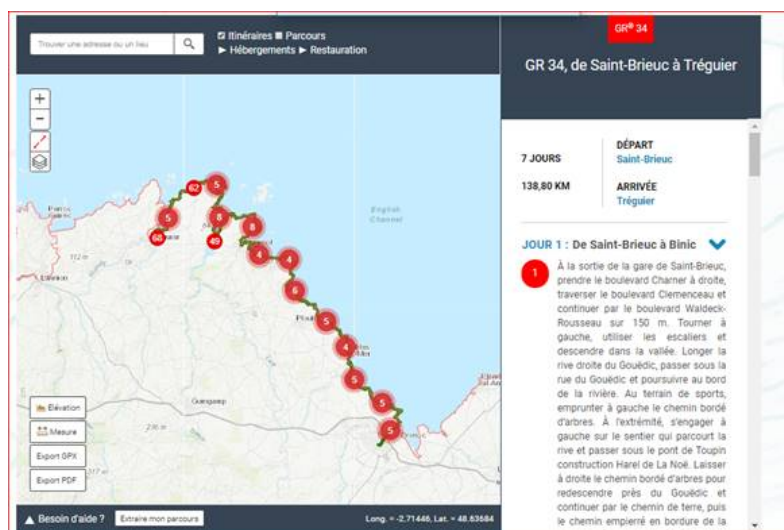 Trouver une adresse ou un lieu
Itinéraires Parcours
► Hébergements ► Restauration
GR® 34
GR 34, de Saint-Brieuc à Tréguier
7 JOURS
DÉPART
Saint-Brieuc
138,80 KM
ARRIVÉE
Tréguier
JOUR 1 : De Saint-Brieuc à Binic
1
À la sortie de la gare de Saint-Brieuc,
prendre le boulevard Charner à droite,
traverser le boulevard Clemenceau et
continuer par le boulevard Waldeck-
Rousseau sur 150 m. Tourner à
gauche, utiliser les escaliers et
descendre dans la vallée. Longer la
rive droite du Gouëdic, passer sous la
rue du Gouëdic et poursuivre au bord
de la rivière. Au terrain de sports,
emprunter à gauche le chemin bordé
d'arbres. À l'extrémité, s'engager à
gauche sur le sentier qui parcourt la
rive et passer sous le pont de Toupin
construction Harel de La Noë. Laisser
à droite le chemin bordé d'arbres pour
redescendre près du Gouëdic et
continuer par le chemin de terre, puis
le chemin empierré en bordure de la
+
−
62
5
5
8
8
68
49
4
4
6
5
4
5
5
5
English
Channel
112 m
Lannion
Guingamp
236 m
317 m
Élévation
Mesure
Export GPX
Export PDF
▲ Besoin d'aide ?
Extraire mon parcours
Long. = -2,71446, Lat. = 48.63684